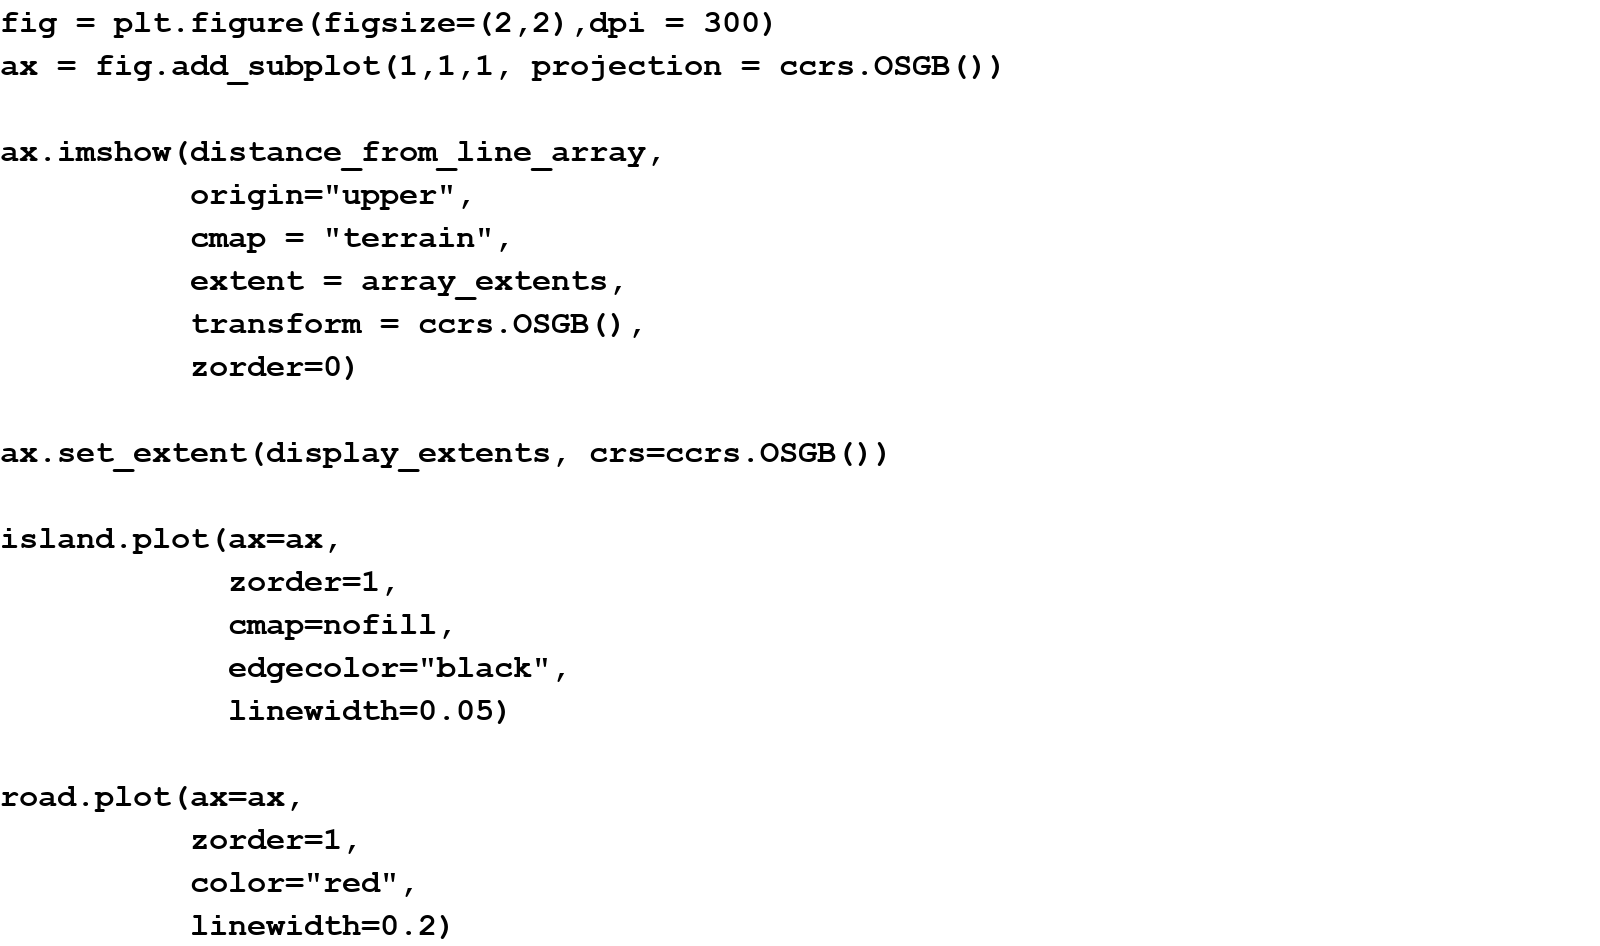 fig = plt.figure(figsize=(2,2),dpi = 300)
ax = fig.add_subplot(1,1,1, projection = ccrs.OSGB())

ax.imshow(distance_from_line_array,
          origin="upper",
          cmap = "terrain",
          extent = array_extents,
          transform = ccrs.OSGB(),
          zorder=0)

ax.set_extent(display_extents, crs=ccrs.OSGB())

island.plot(ax=ax,
            zorder=1,
            cmap=nofill,
            edgecolor="black",
            linewidth=0.05)

road.plot(ax=ax,
          zorder=1,
          color="red",
          linewidth=0.2)